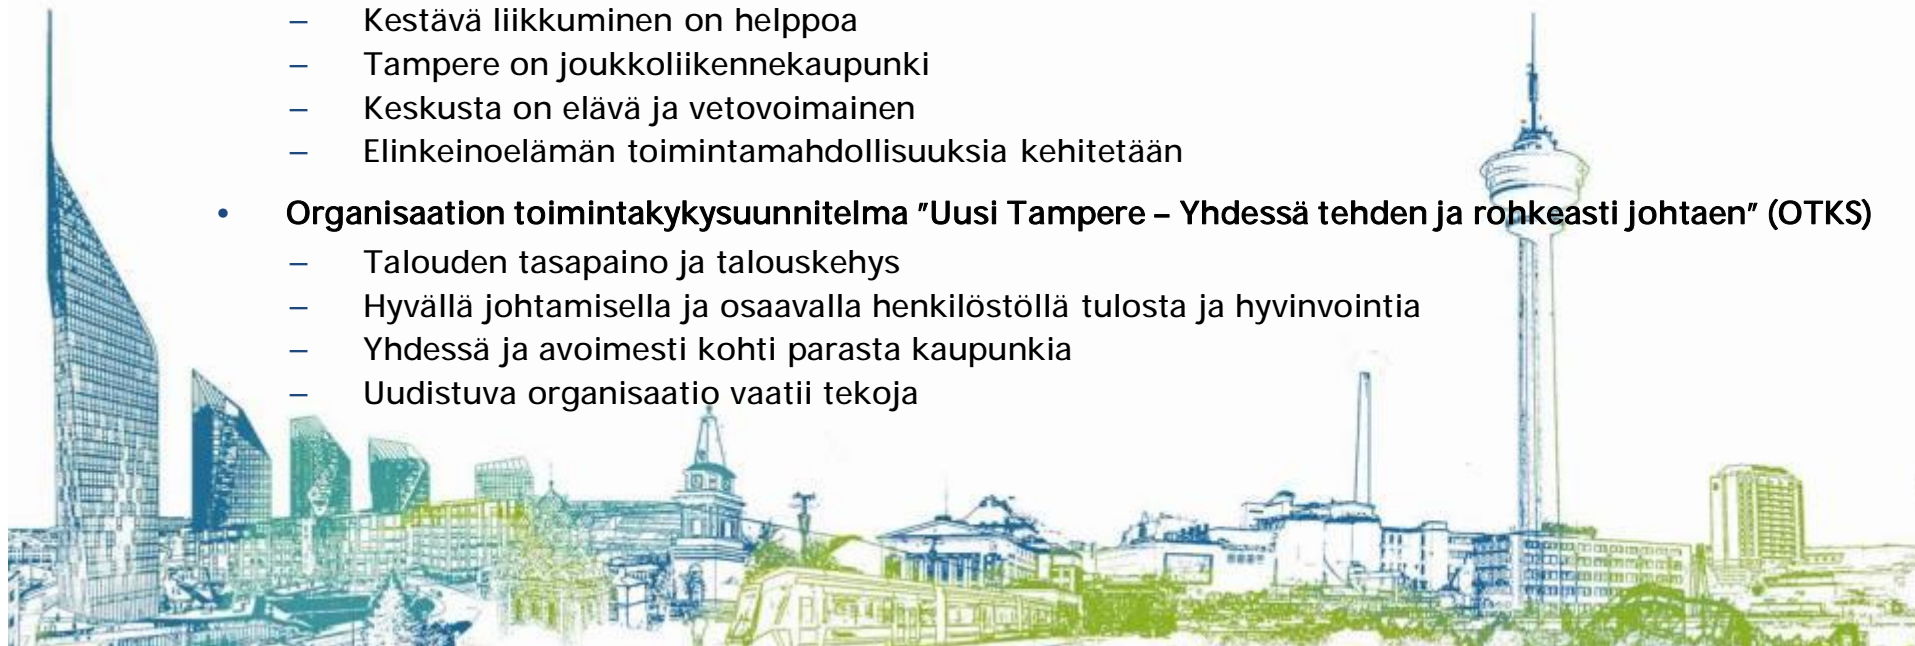 – Kestävä liikkuminen on helppoa
– Tampere on joukkoliikennekaupunki
– Keskusta on elävä ja vetovoimainen
– Elinkeinoelämän toimintamahdollisuuksia kehitetään
• Organisaation toimintakykysuunnitelma ”Uusi Tampere – Yhdessä tehden ja rohkeasti johtaen” (OTKS)
– Talouden tasapaino ja talouskehys
– Hyvällä johtamisella ja osaavalla henkilöstöllä tulosta ja hyvinvointia
– Yhdessä ja avoimesti kohti parasta kaupunkia
– Uudistuva organisaatio vaatii tekoja